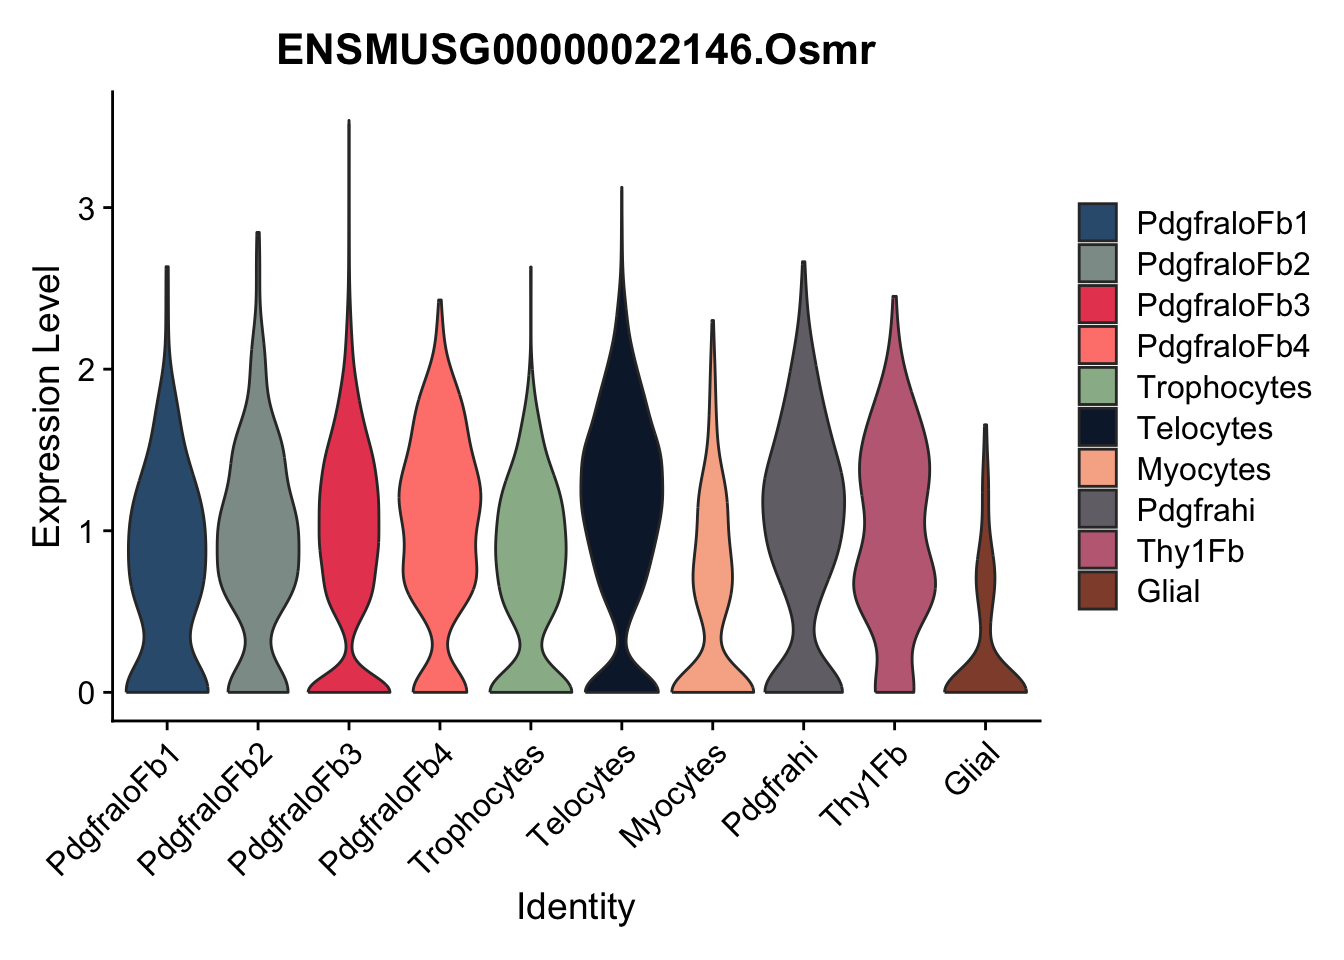 ENSMUSG00000022146.Osmr
Expression Level
3
2
1
0
PdgfraloFb1
PdgfraloFb2
PdgfraloFb3
PdgfraloFb4
Trophocytes
Telocytes
Myocytes
Pdgfrahi
Thy1Fb
Glial
Identity
PdgfraloFb1
PdgfraloFb2
PdgfraloFb3
PdgfraloFb4
Trophocytes
Telocytes
Myocytes
Pdgfrahi
Thy1Fb
Glial